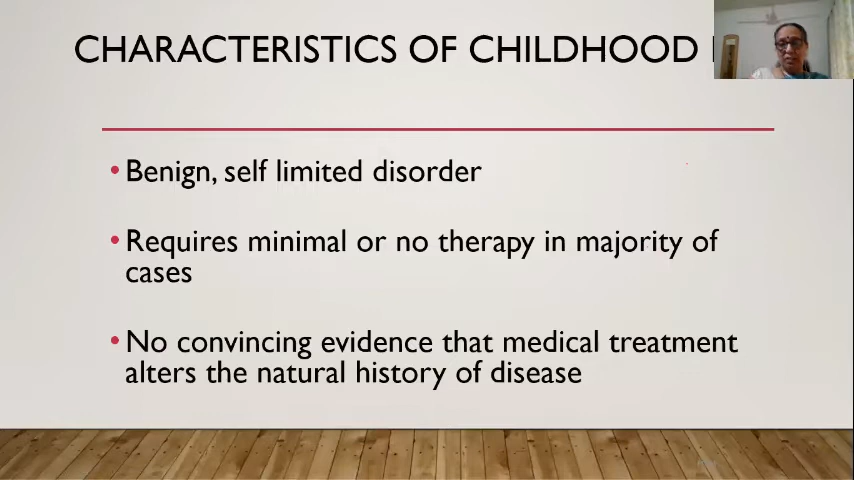 CHARACTERISTICS OF CHILDHOOD
• Benign, self limited disorder
• Requires minimal or no therapy in majority of
cases
• No convincing evidence that medical treatment
alters the natural history of disease